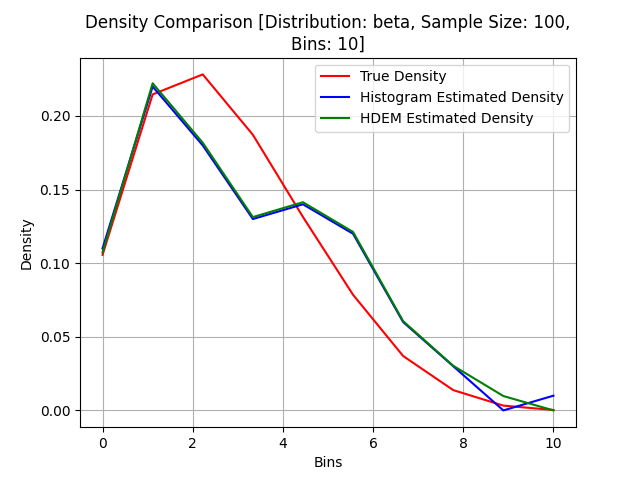 Density Comparison [Distribution: beta, Sample Size: 100,
Bins: 10]
True Density
Histogram Estimated Density
HDEM Estimated Density
Density
0.20
0.15
0.10
0.05
0.00
0 2 4 6 8 10
Bins